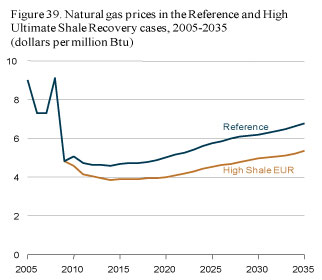 Figure 39. Natural gas prices in the Reference and High
Ultimate Shale Recovery cases, 2005-2035
(dollars per million Btu)
10
8
6
4
2
0
Reference
High Shale EUR
2005
2010
2015
2020
2025
2030
2035